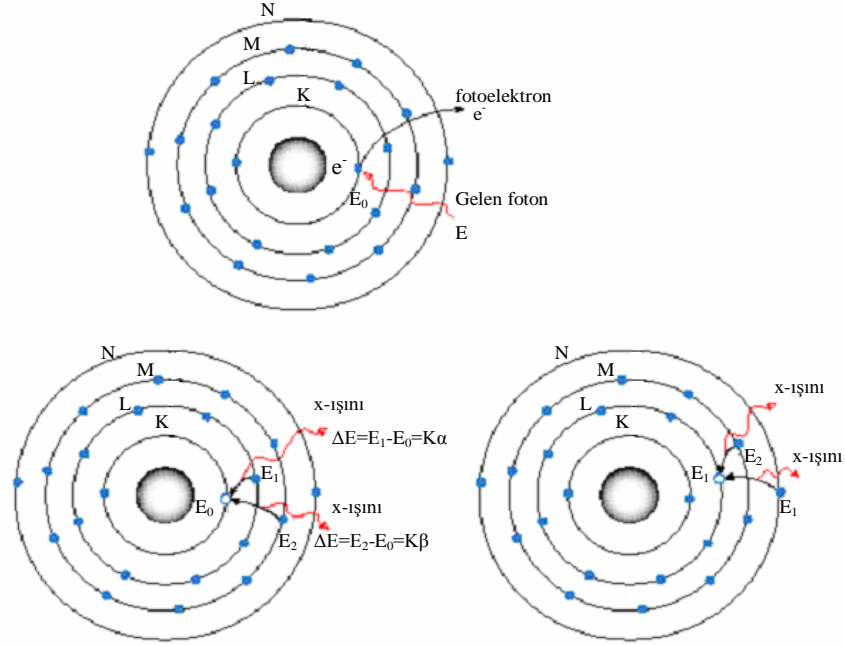 N
M
L
K
fotoelektron
e⁻
e⁻
E₀
Gelen foton
E
N
M
L
K
x-ışını
ΔE=E₁-E₀=Kα
E₁
E₀
x-ışını
E₂
ΔE=E₂-E₀=Kβ
N
M
L
K
x-ışını
E₂
x-ışını
E₁
E₁